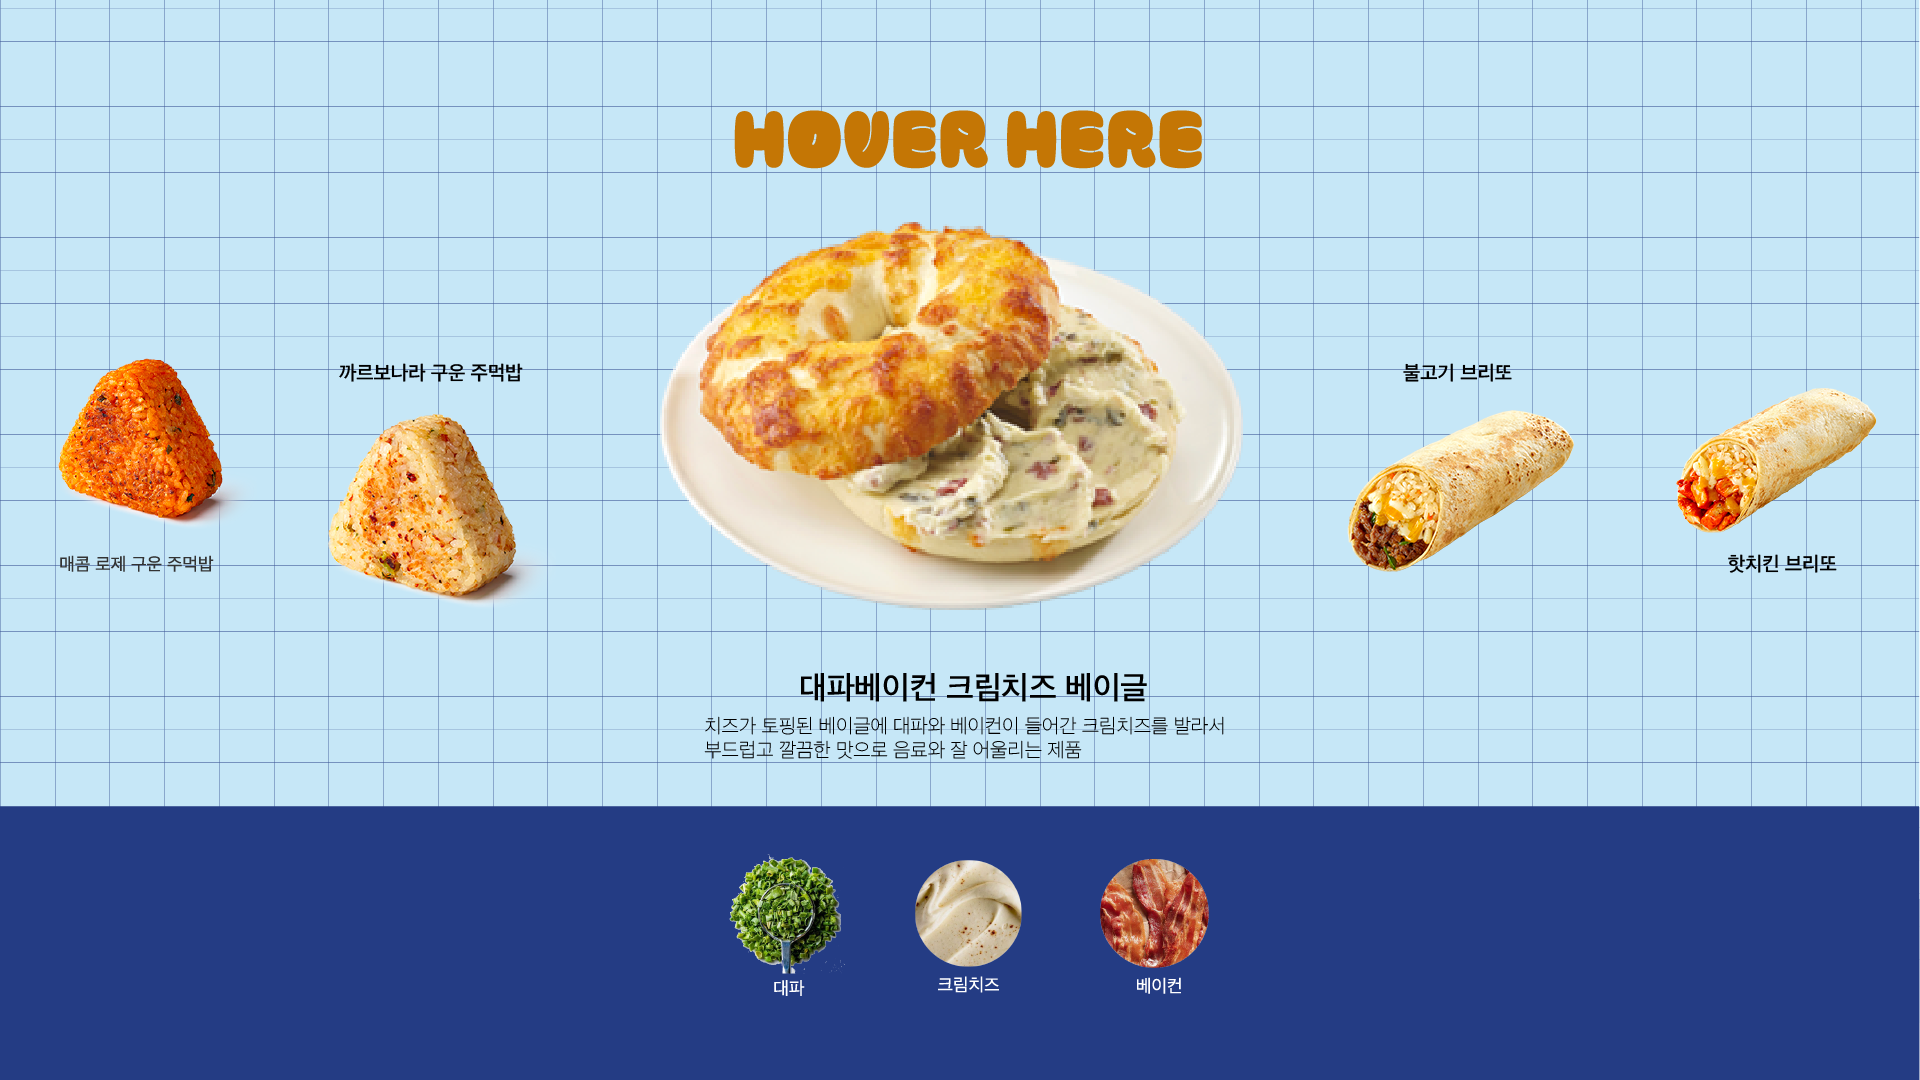 HOVER HERE
까르보나라 구운 주먹밥
불고기 브리또
매콤 로제 구운 주먹밥
핫치킨 브리또
대파베이컨 크림치즈 베이글
치즈가 토핑된 베이글에 대파와 베이컨이 들어간 크림치즈를 발라서
부드럽고 깔끔한 맛으로 음료와 잘 어울리는 제품
대파
크림치즈
베이컨